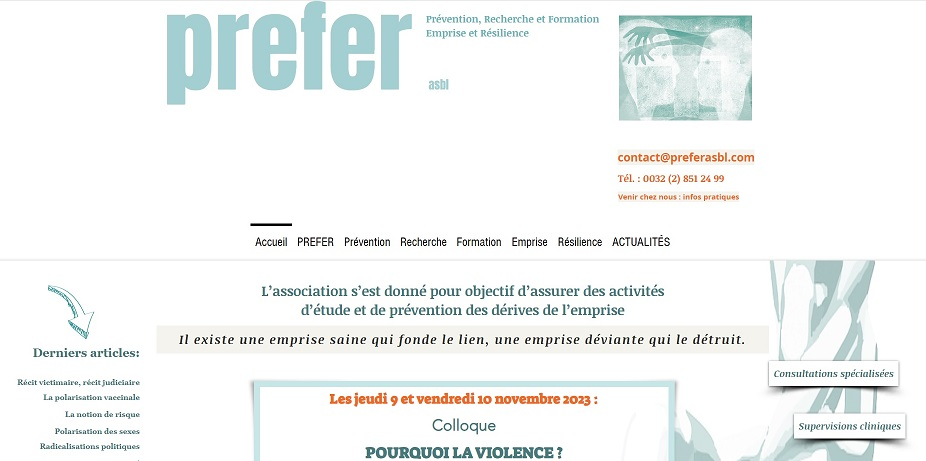 prefer
asbl
Prévention, Recherche et Formation
Emprise et Résilience
contact@preferasbl.com
Tél. : 0032 (2) 851 24 99
Venir chez nous : infos pratiques
Accueil PREFER Prévention Recherche Formation Emprise Résilience ACTUALITÉS
L’association s’est donné pour objectif d’assurer des activités
d’étude et de prévention des dérives de l’emprise
Il existe une emprise saine qui fonde le lien, une emprise déviante qui le détruit.
Derniers articles:
Récit victimaire, récit judiciaire
La polarisation vaccinale
La notion de risque
Polarisation des sexes
Radicalisations politiques
Les jeudi 9 et vendredi 10 novembre 2023 :
Colloque
POURQUOI LA VIOLENCE ?
Consultations spécialisées
Supervisions cliniques